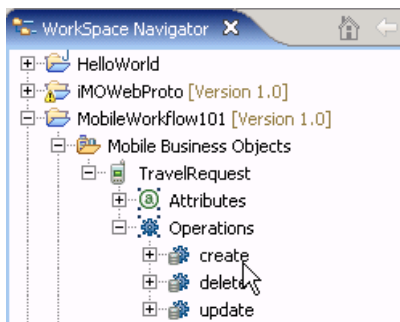 WorkSpace Navigator
HelloWorld
iMOWebProto [Version 1.0]
MobileWorkflow101 [Version 1.0]
Mobile Business Objects
TravelRequest
Attributes
Operations
create
delete
update